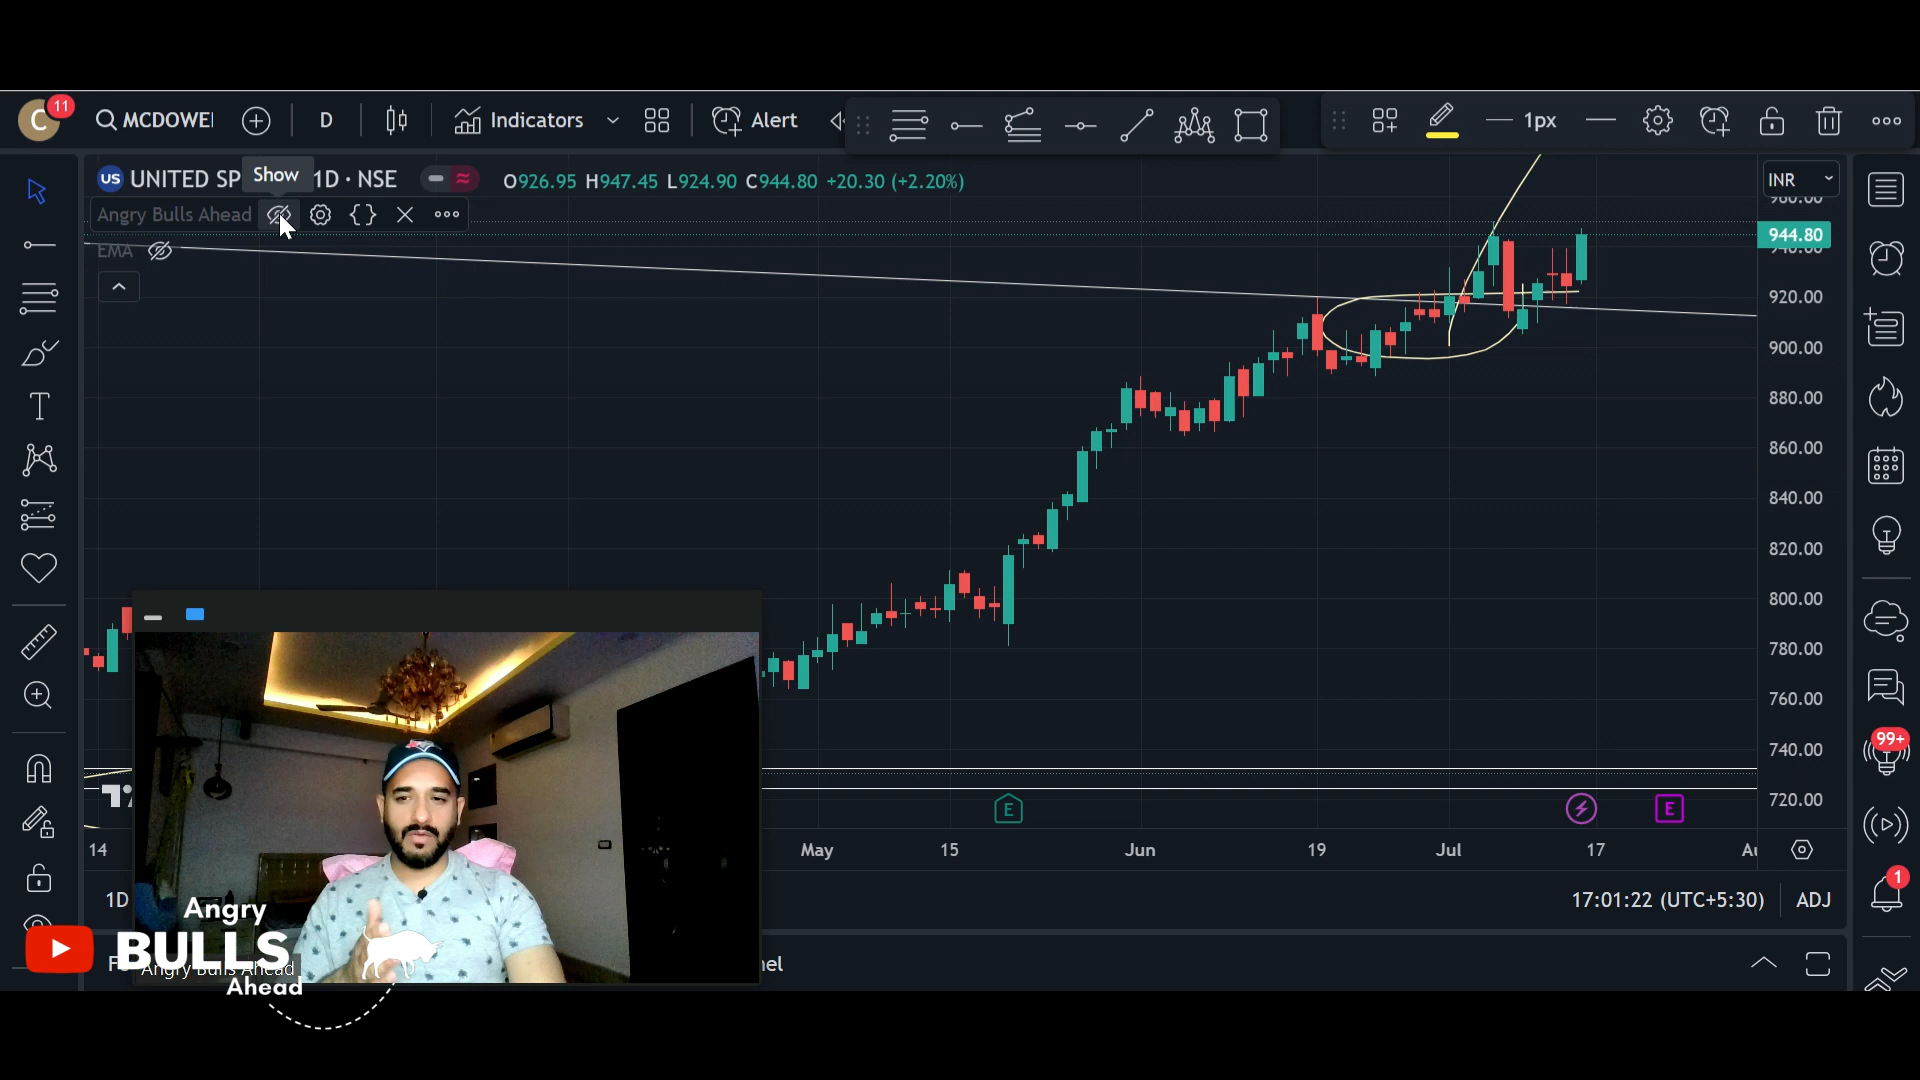 C
11
MCDOWE
D
Indicators
Alert
1px
US
UNITED SP
Show
1D · NSE
O926.95 H947.45 L924.90 C944.80 +20.30 (+2.20%)
INR
Angry Bulls Ahead
EMA
944.80
920.00
900.00
880.00
860.00
840.00
820.00
800.00
780.00
760.00
740.00
720.00
99+
E
E
14
May
15
Jun
19
Jul
17
1D
17:01:22 (UTC+5:30)
ADJ
1
Angry
BULLS
Angry Bulls Ahead
Ahead